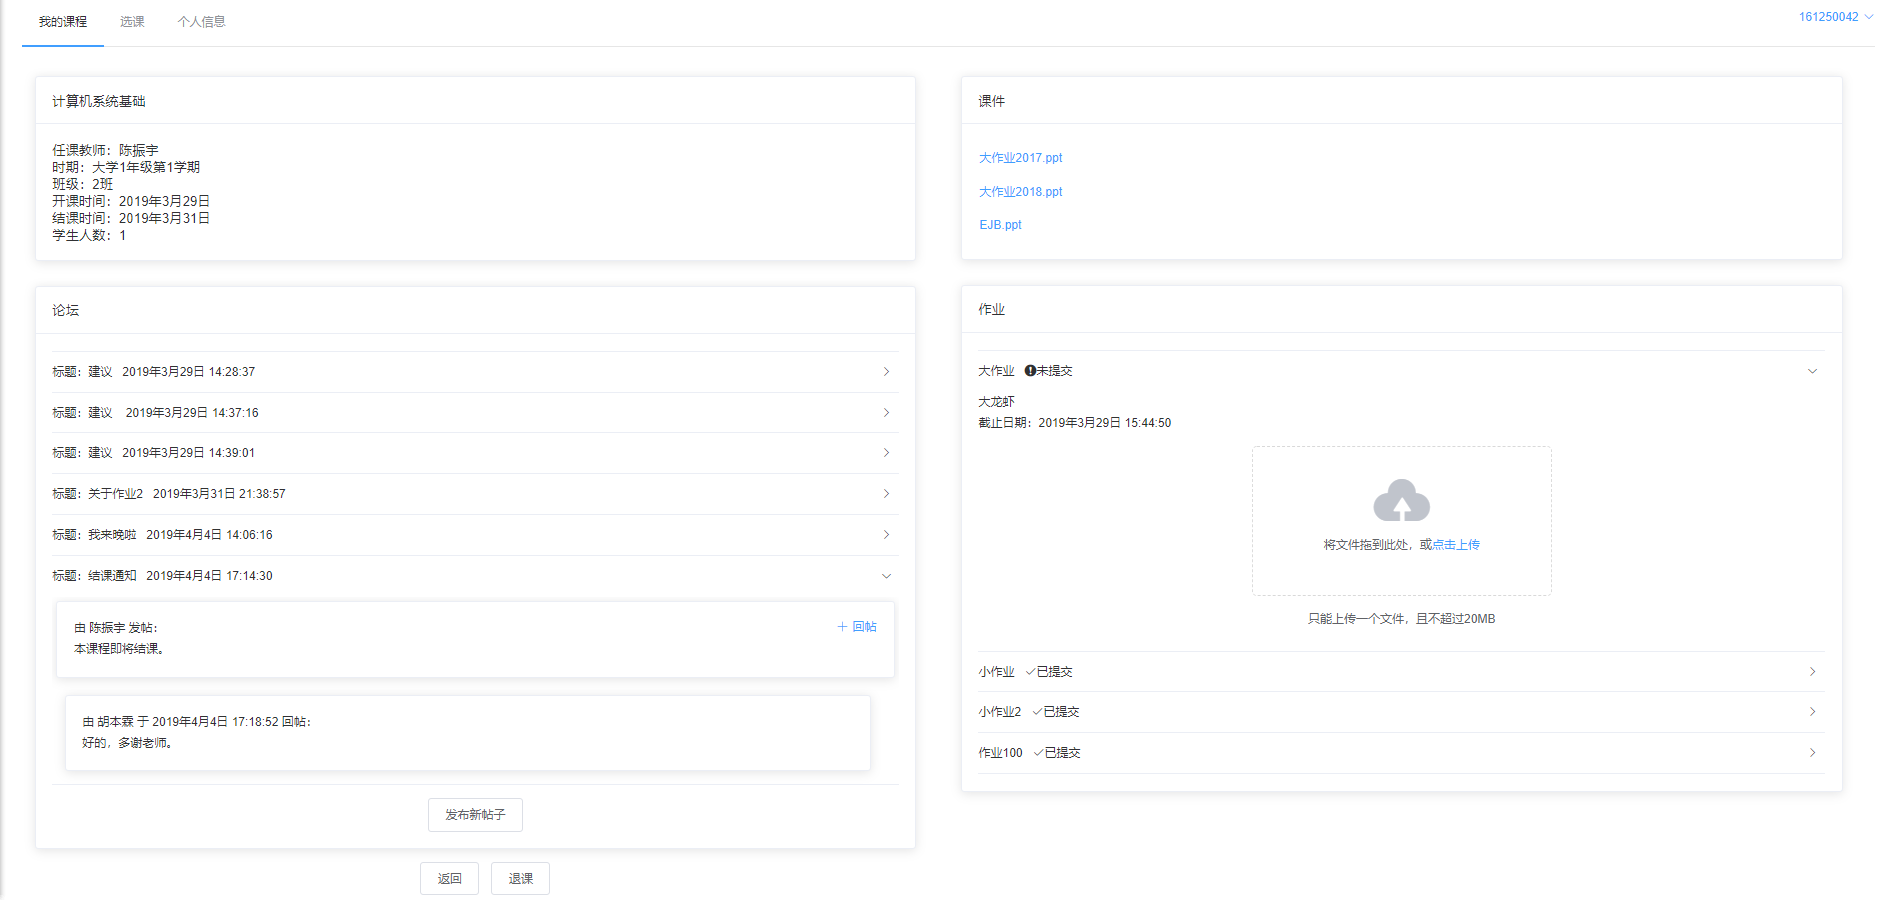 我的课程 选课 个人信息 161250042
计算机系统基础
任课教师：陈振宇
时期：大学1年级第1学期
班级：2班
开课时间：2019年3月29日
结课时间：2019年3月31日
学生人数：1
课件
大作业2017.ppt
大作业2018.ppt
EJB.ppt
论坛
标题：建议 2019年3月29日 14:28:37
标题：建议 2019年3月29日 14:37:16
标题：建议 2019年3月29日 14:39:01
标题：关于作业2 2019年3月31日 21:38:57
标题：我来晚啦 2019年4月4日 14:06:16
标题：结课通知 2019年4月4日 17:14:30
由 陈振宇 发帖：
+ 回帖
本课程即将结课。
由 胡本霖 于 2019年4月4日 17:18:52 回帖：
好的，多谢老师。
发布新帖子
返回 退课
作业
大作业 未提交
大龙虾
截止日期：2019年3月29日 15:44:50
将文件拖到此处，或点击上传
只能上传一个文件，且不超过20MB
小作业 ✓已提交
小作业2 ✓已提交
作业100 ✓已提交